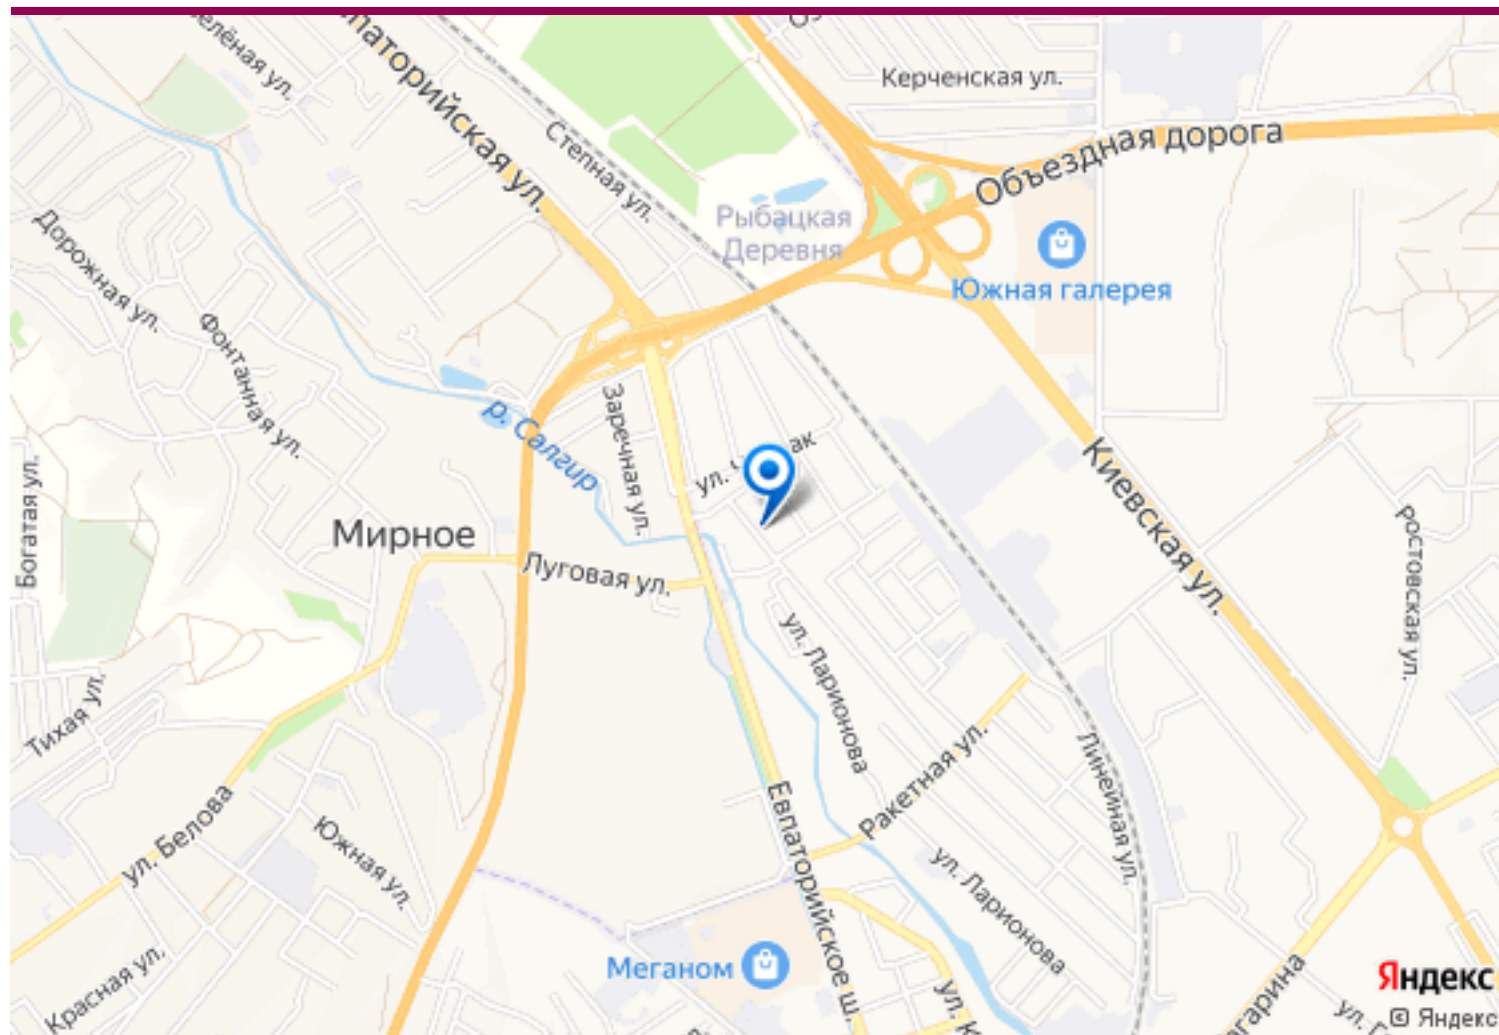 Керченская ул.
Степная ул.
Объездная дорога
Рыбацкая
Деревня
Южная галерея
Дорожная ул.
Фонтанная ул.
Заречная ул.
р. Салгир
ул.
Киевская ул.
Богатая ул.
Мирное
Луговая ул.
Ростовская ул.
ул. Ларионова
Тихая ул.
Ракетная ул.
Линейная ул.
ул. Белова
Южная ул.
Евпаторийское ш.
ул. Ларионова
Меганом
Красная ул.
Яндекс
© Яндекс